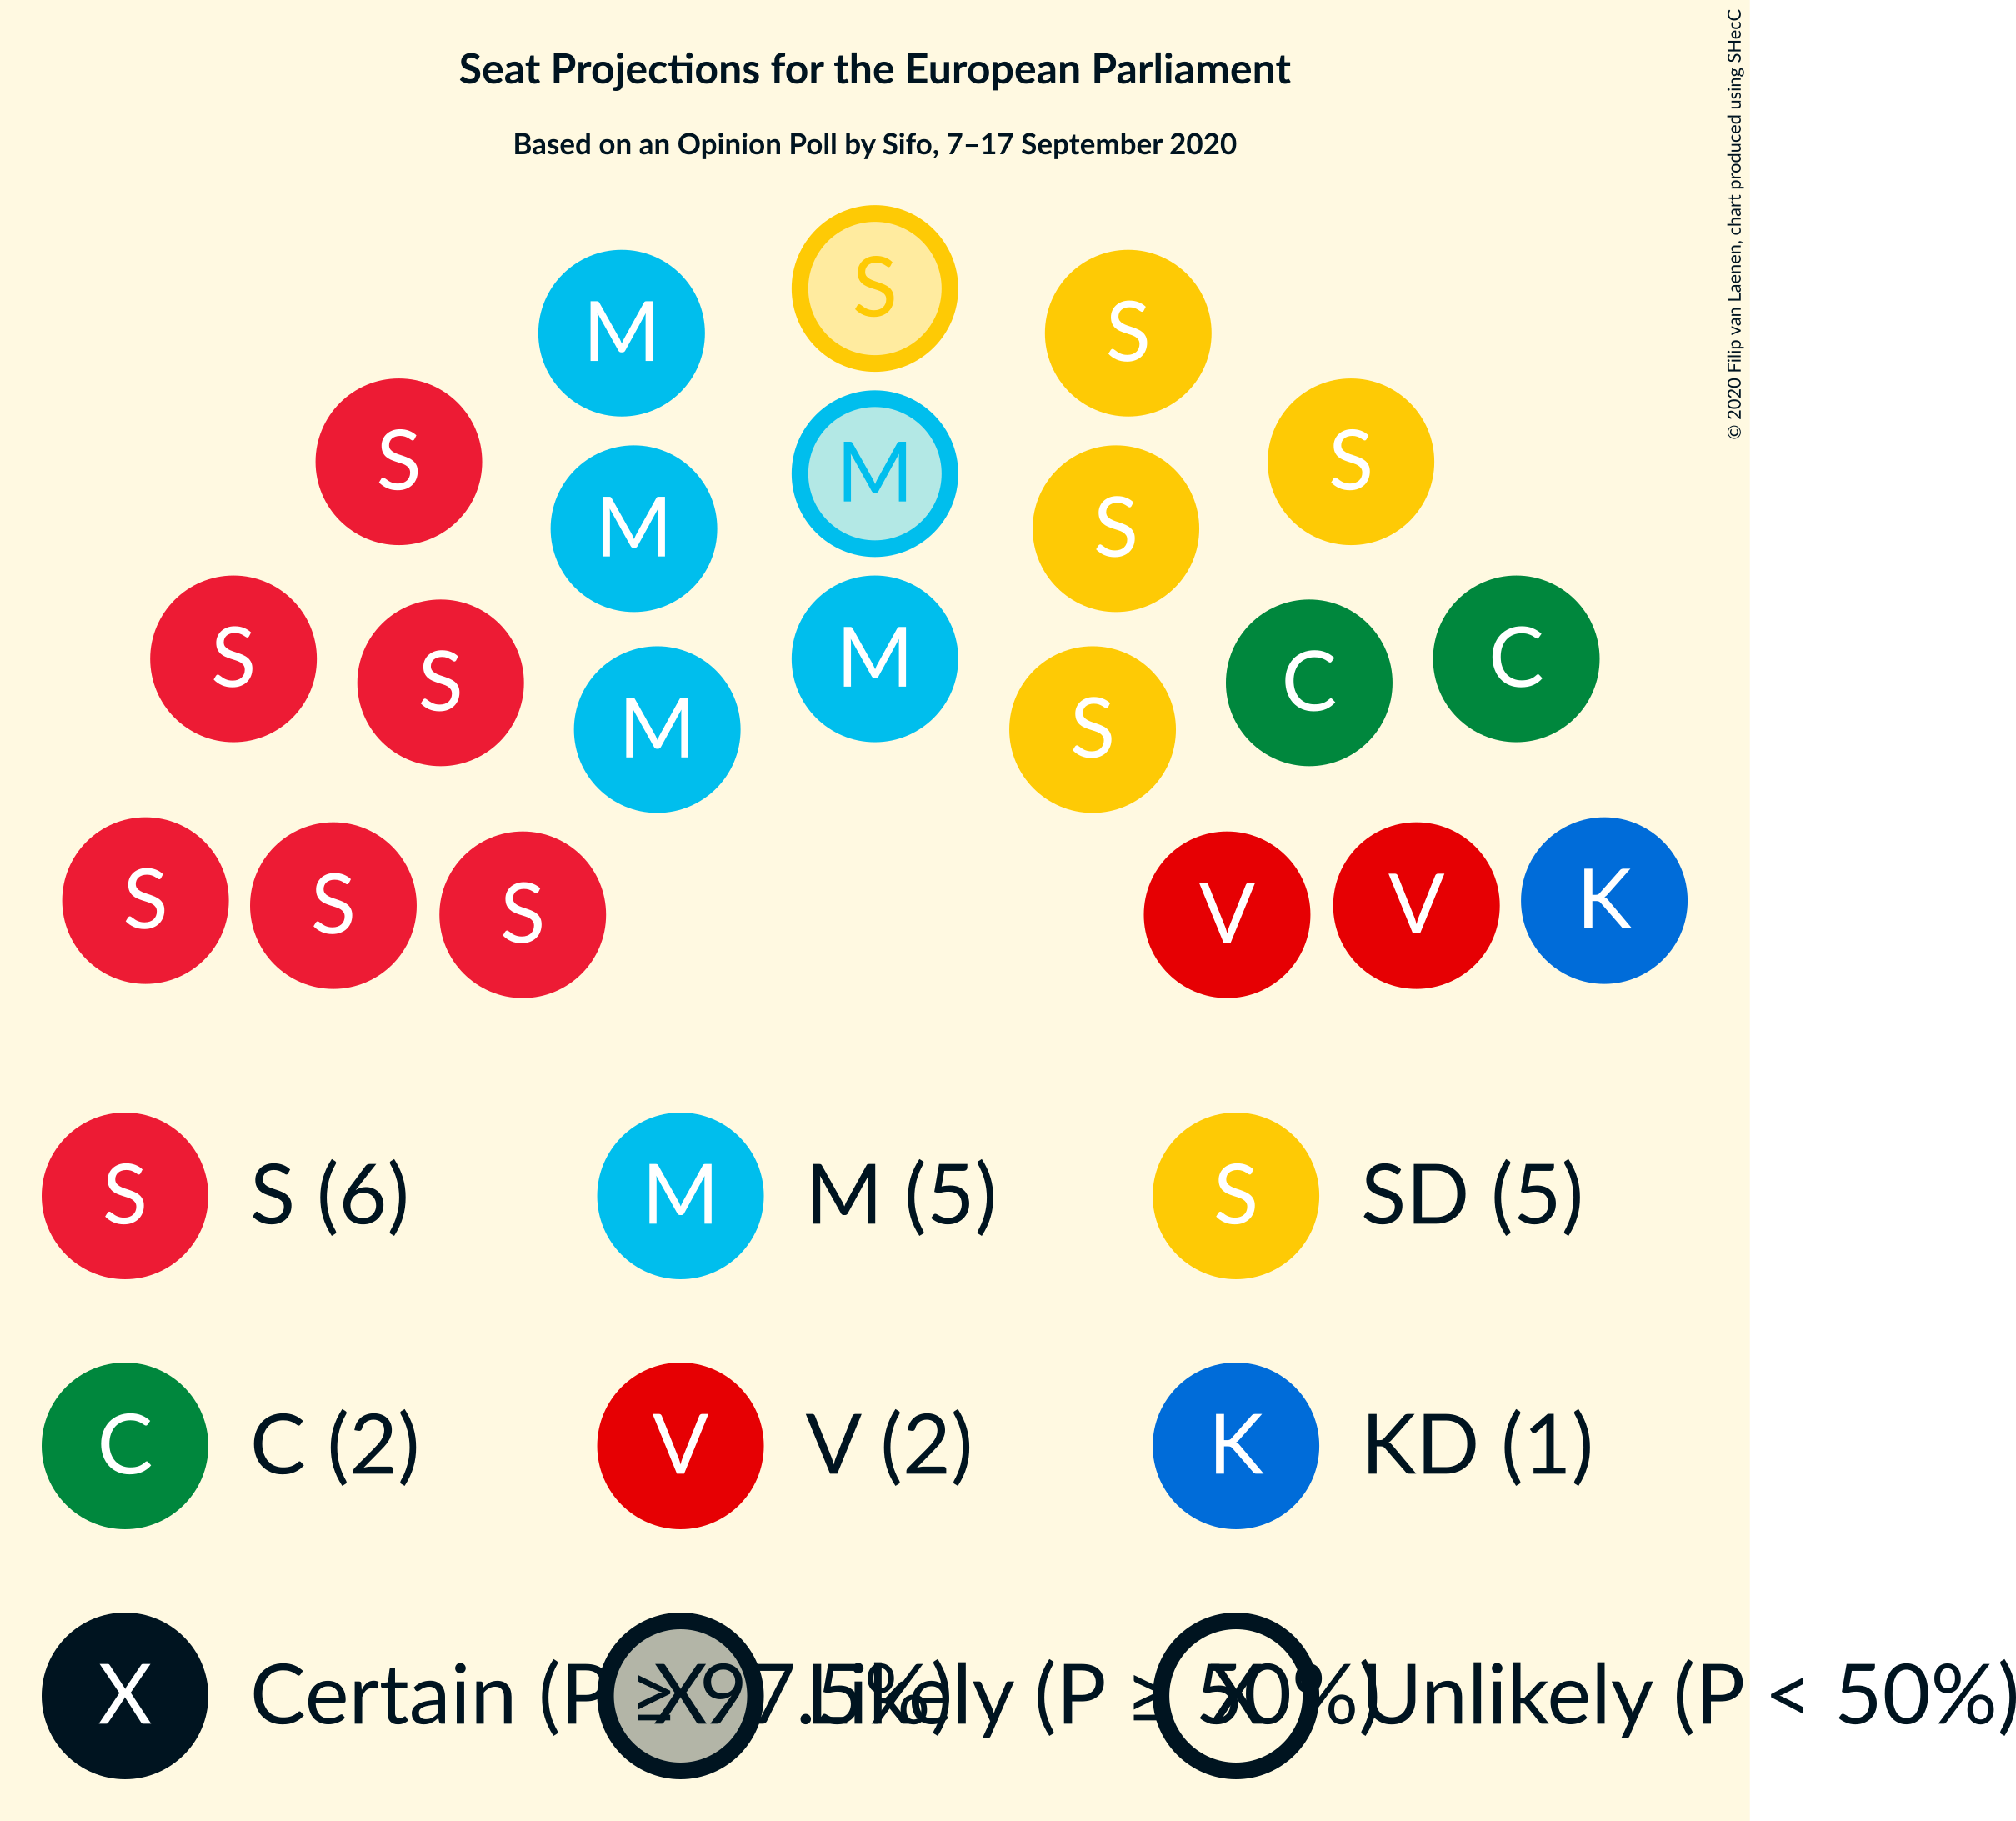 Seat Projections for the European Parliament
Based on an Opinion Poll by Sifo, 7–17 September 2020
© 2020 Filip van Laenen, chart produced using SHecC
M S S
S M M S S
S S M M S C C
S S S V V K
S S (6) M M (5) S SD (5)
C C (2) V V (2) K KD (1)
X Certain (P ≥ 97.5%) X Likely (P ≥ 50%) X Unlikely (P < 50%)